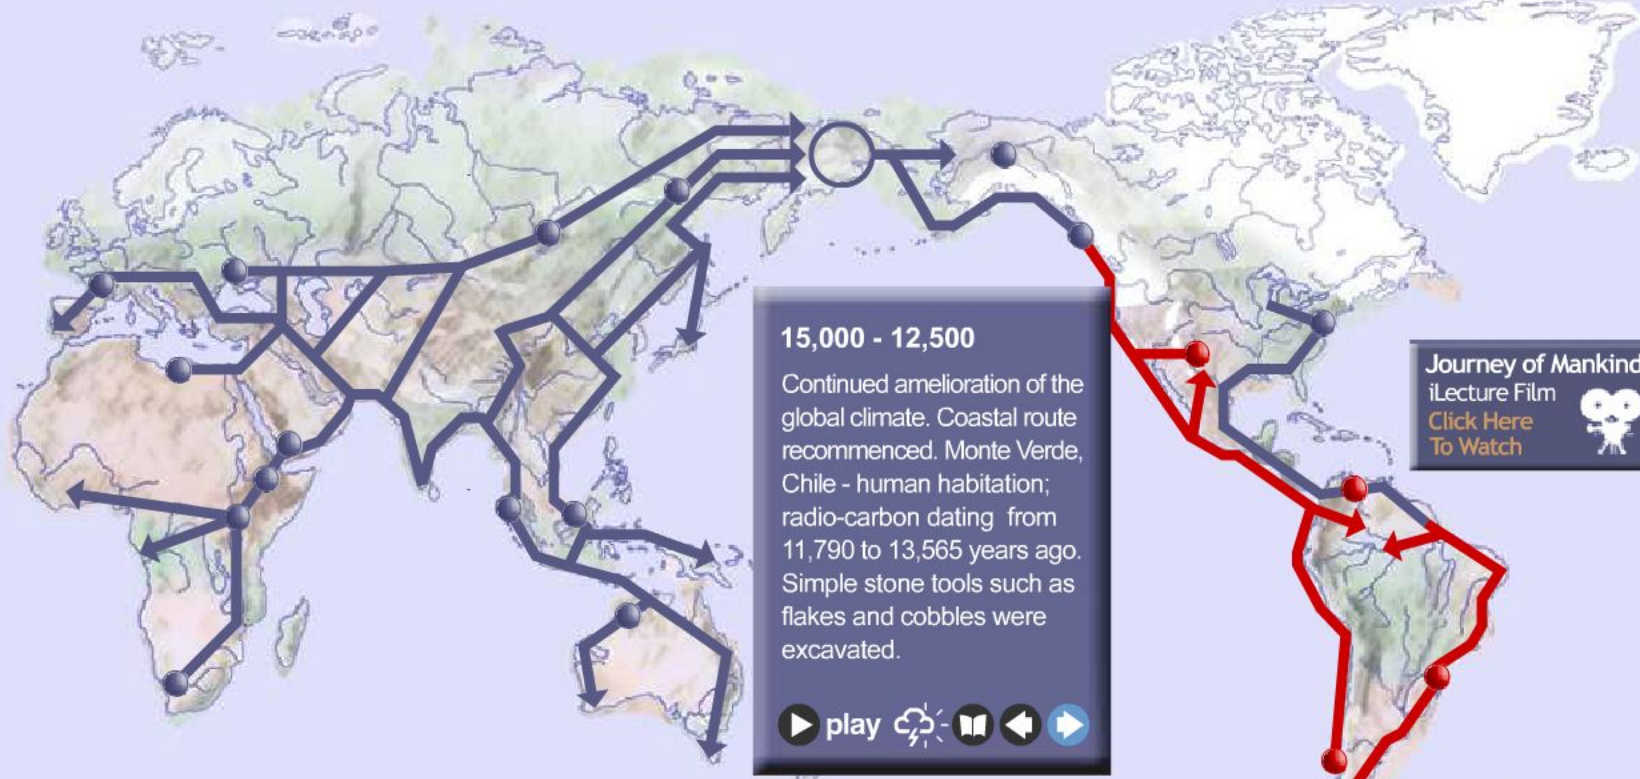 15,000 - 12,500
Continued amelioration of the
global climate. Coastal route
recommenced. Monte Verde,
Chile - human habitation;
radio-carbon dating from
11,790 to 13,565 years ago.
Simple stone tools such as
flakes and cobbles were
excavated.
play
Journey of Mankind
iLecture Film
Click Here
To Watch